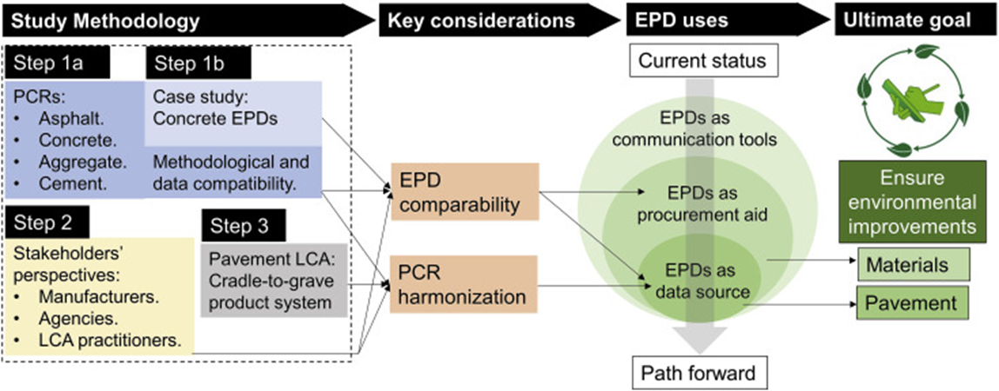 Study Methodology
Key considerations
EPD uses
Ultimate goal
Step 1a
Step 1b
PCRs:
• Asphalt.
• Concrete.
• Aggregate.
• Cement.
Case study:
Concrete EPDs
Methodological and
data compatibility.
Step 2
Stakeholders'
perspectives:
• Manufacturers.
• Agencies.
• LCA practitioners.
Step 3
Pavement LCA:
Cradle-to-grave
product system
EPD
comparability
PCR
harmonization
Current status
EPDs as
communication tools
EPDs as
procurement aid
EPDs as
data source
Path forward
Ensure
environmental
improvements
Materials
Pavement